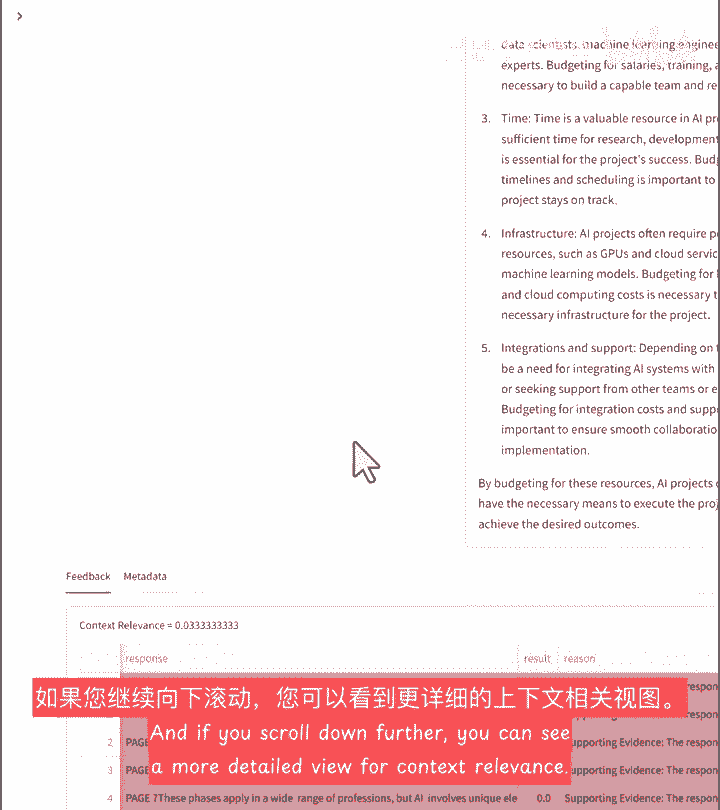 data scientists, machine learning enginee
experts. Budgeting for salaries, training, a
necessary to build a capable team and re
3. Time: Time is a valuable resource in AI pr
sufficient time for research, development
is essential for the project's success. Bud
timelines and scheduling is important to
project stays on track.
4. Infrastructure: AI projects often require p
resources, such as GPUs and cloud servic
machine learning models. Budgeting for
and cloud computing costs is necessary t
necessary infrastructure for the project.
5. Integrations and support: Depending on t
be a need for integrating AI systems with
or seeking support from other teams or e
Budgeting for integration costs and supp
important to ensure smooth collaboratio
implementation.
By budgeting for these resources, AI projects c
have the necessary means to execute the proj
achieve the desired outcomes.
Feedback Metadata
Context Relevance = 0.0333333333
response result reason
如果您继续向下滚动，您可以看到更详细的上下文相关视图。
And if you scroll down further, you can see
a more detailed view for context relevance.
respon
2 PAGE upporting Evidence: The respon
3 PAGE upporting Evidence: The respon
4 PAGE 7These phases apply in a wide range of professions, but AI involves unique ele 0.0 Supporting Evidence: The respon